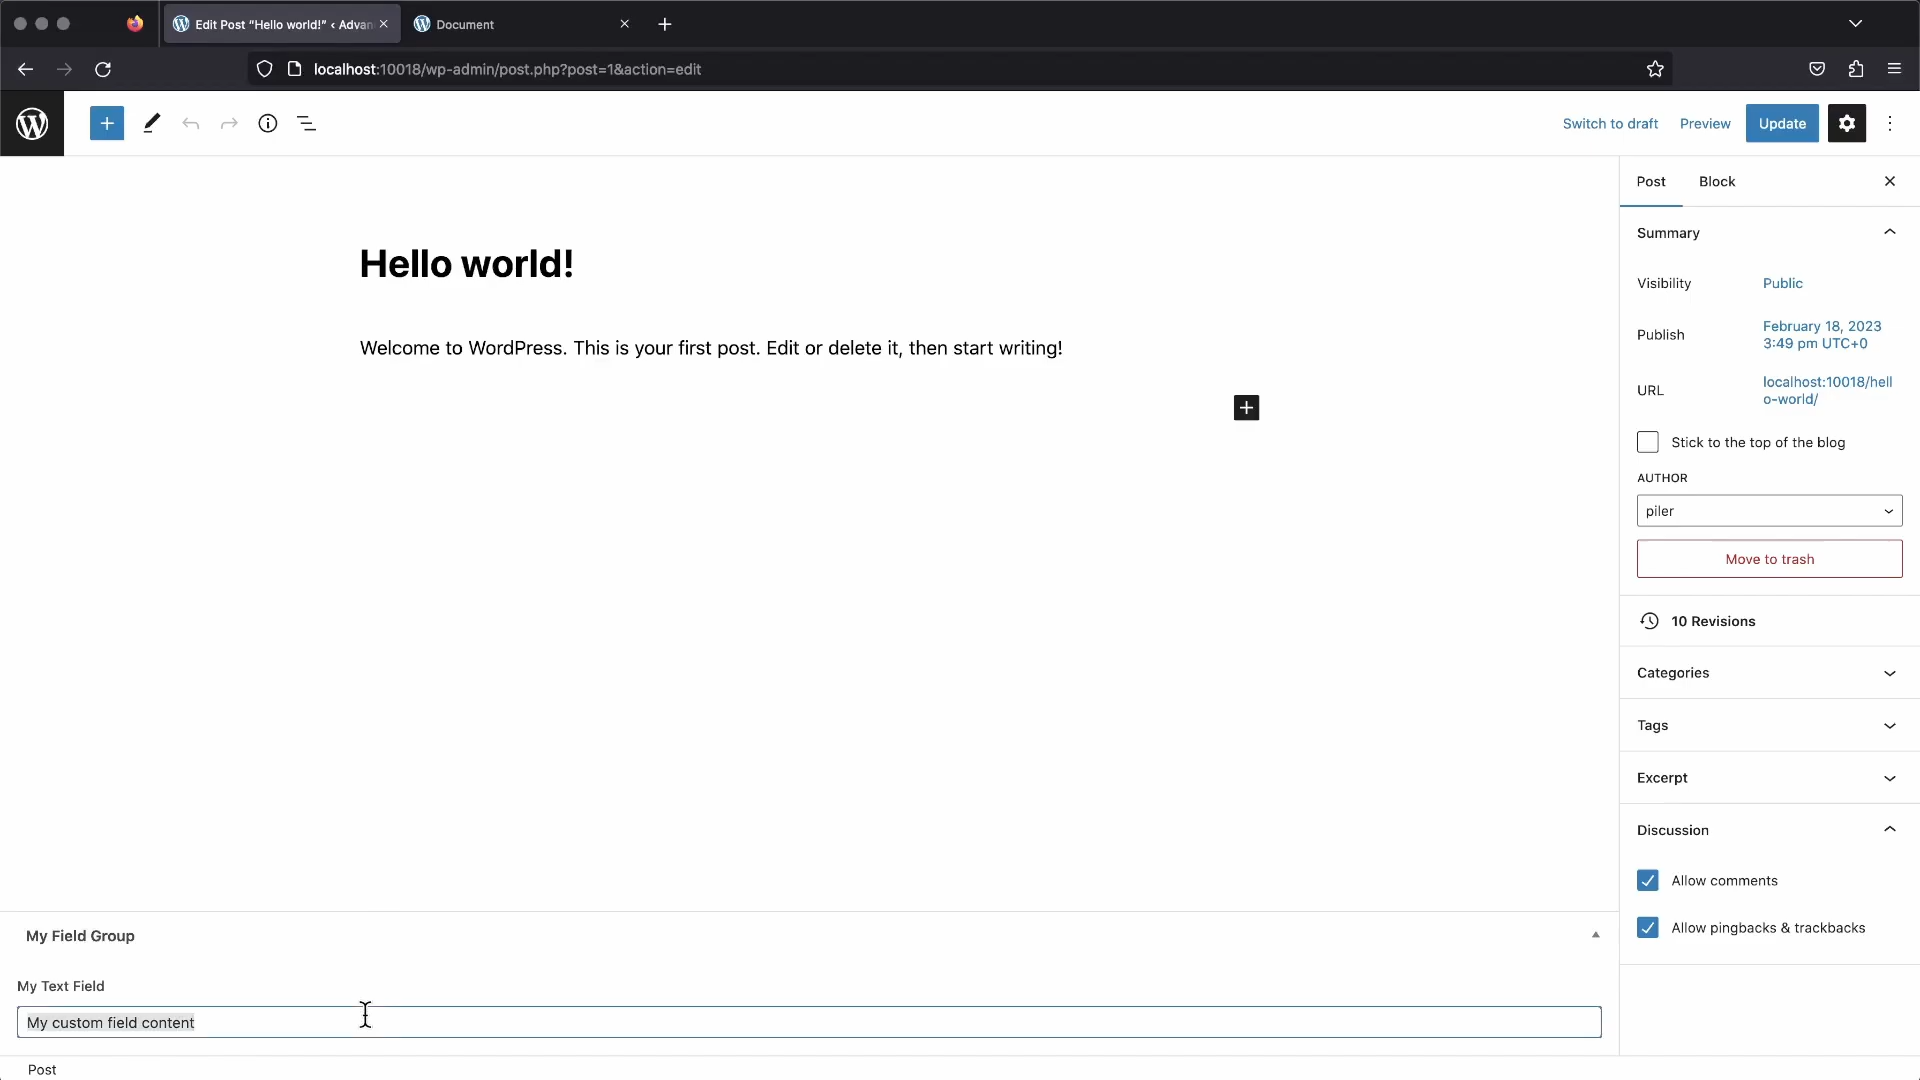 Edit Post “Hello world!” ‹ Advan
Document
localhost:10018/wp-admin/post.php?post=1&action=edit
Switch to draft
Preview
Update
Post
Block
Summary
Hello world!
Visibility
Public
Publish
February 18, 2023
3:49 pm UTC+0
Welcome to WordPress. This is your first post. Edit or delete it, then start writing!
URL
localhost:10018/hell
o-world/
Stick to the top of the blog
AUTHOR
piler
Move to trash
10 Revisions
Categories
Tags
Excerpt
Discussion
Allow comments
Allow pingbacks & trackbacks
My Field Group
My Text Field
My custom field content
Post